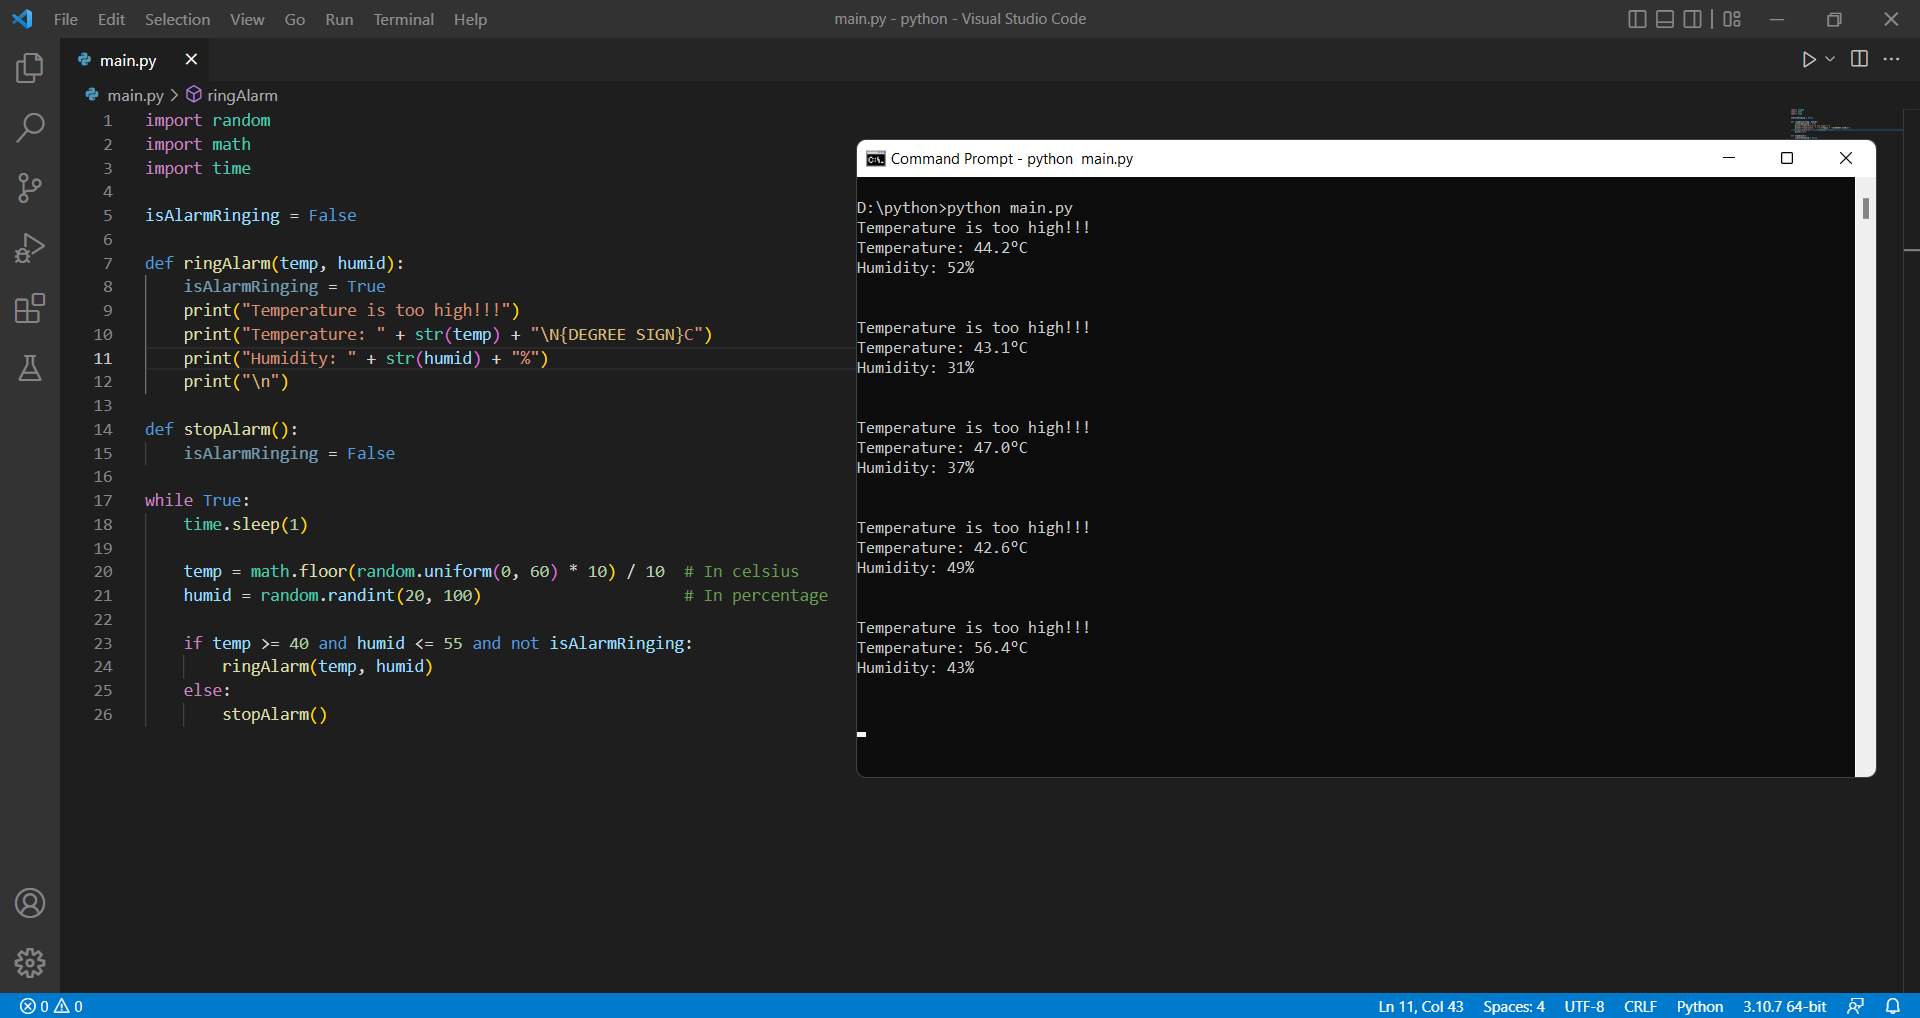 File Edit Selection View Go Run Terminal Help
main.py - python - Visual Studio Code
main.py
main.py > ringAlarm
1 import random
2 import math
3 import time
4
5 isAlarmRinging = False
6
7 def ringAlarm(temp, humid):
8 isAlarmRinging = True
9 print("Temperature is too high!!!")
10 print("Temperature: " + str(temp) + "\N{DEGREE SIGN}C")
11 print("Humidity: " + str(humid) + "%")
12 print("\n")
13
14 def stopAlarm():
15 isAlarmRinging = False
16
17 while True:
18 time.sleep(1)
19
20 temp = math.floor(random.uniform(0, 60) * 10) / 10 # In celsius
21 humid = random.randint(20, 100) # In percentage
22
23 if temp >= 40 and humid <= 55 and not isAlarmRinging:
24 ringAlarm(temp, humid)
25 else:
26 stopAlarm()
Command Prompt - python main.py
D:\python>python main.py
Temperature is too high!!!
Temperature: 44.2°C
Humidity: 52%
Temperature is too high!!!
Temperature: 43.1°C
Humidity: 31%
Temperature is too high!!!
Temperature: 47.0°C
Humidity: 37%
Temperature is too high!!!
Temperature: 42.6°C
Humidity: 49%
Temperature is too high!!!
Temperature: 56.4°C
Humidity: 43%
0 0
Ln 11, Col 43 Spaces: 4 UTF-8 CRLF Python 3.10.7 64-bit